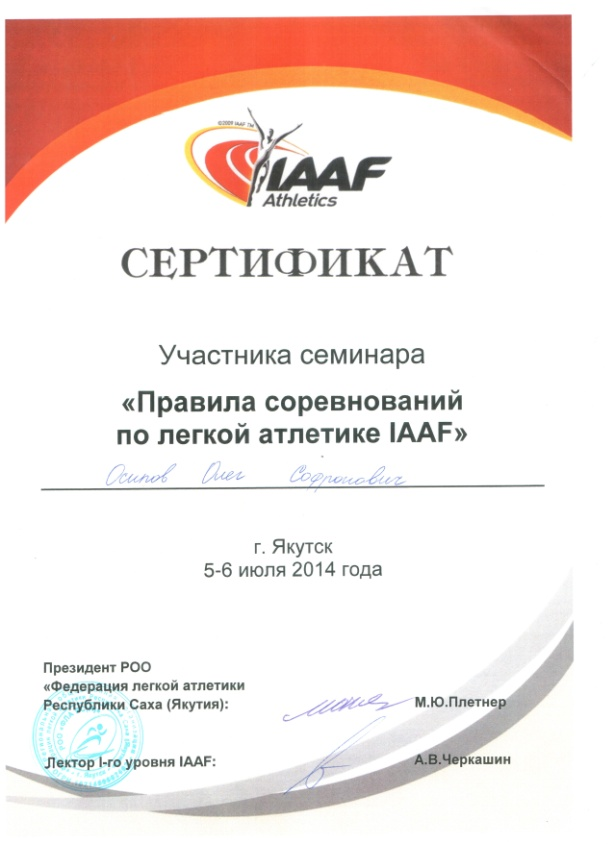 ©2009 IAAF TM
IAAF
Athletics
СЕРТИФИКАТ
Участника семинара
«Правила соревнований
по легкой атлетике IAAF»
Осипов Олег Софронович
г. Якутск
5-6 июля 2014 года
Президент РОО
«Федерация легкой атлетики
Республики Саха (Якутия):
М.Ю.Плетнер
Лектор I-го уровня IAAF:
А.В.Черкашин